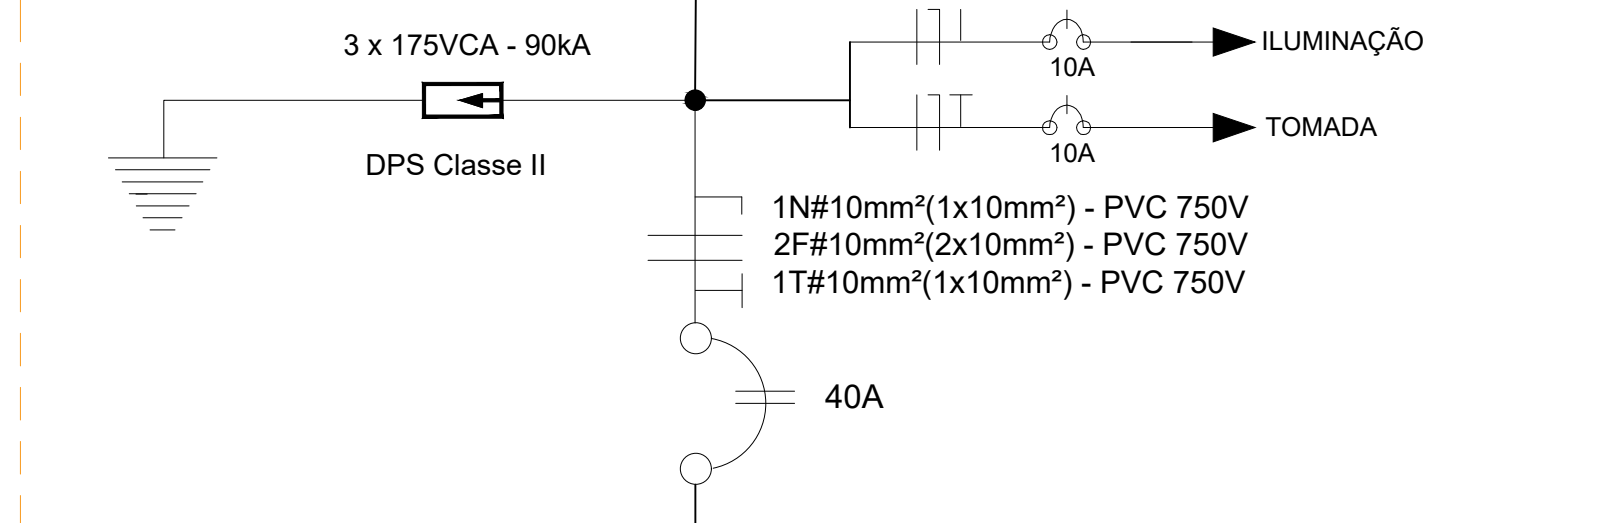 3 x 175VCA - 90kA
DPS Classe II
ILUMINAÇÃO
10A
TOMADA
10A
1N#10mm²(1x10mm²) - PVC 750V
2F#10mm²(2x10mm²) - PVC 750V
1T#10mm²(1x10mm²) - PVC 750V
40A